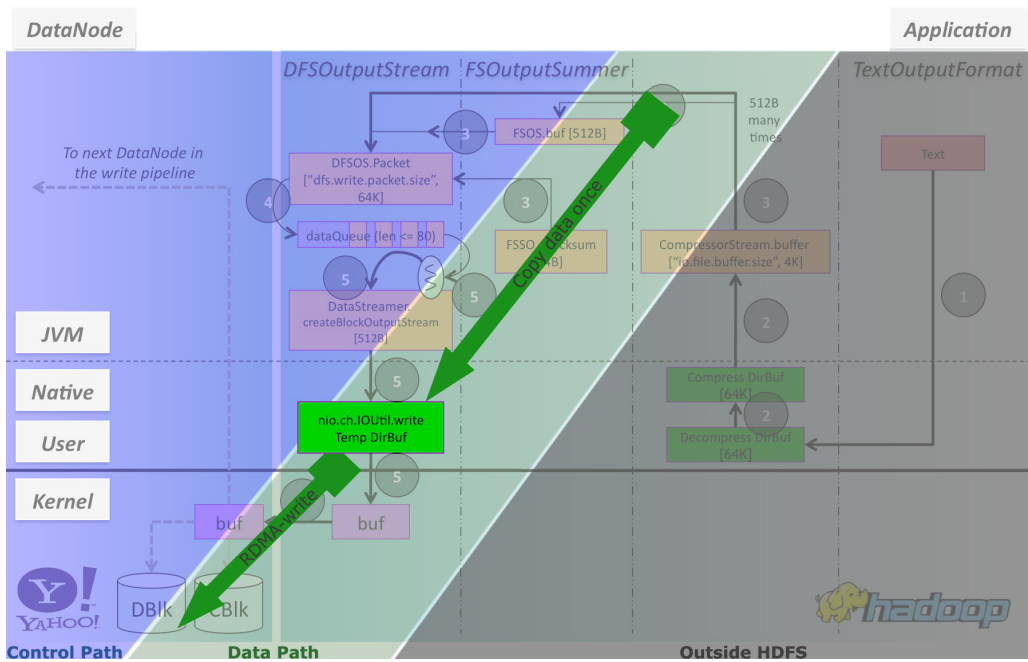 DataNode
Application
DFSOutputStream
FSOutputSummer
TextOutputFormat
512B
many
times
3
FSOS.buf [512B]
To next DataNode in
the write pipeline
DFSOS.Packet
["dfs.write.packet.size",
64K]
Text
4
3
3
dataQueue (len <= 80)
CompressorStream.buffer
["io.file.buffer.size", 4K]
Copy data once
5
5
1
DataStreamer
createBlockOutputStream
[512B]
2
JVM
Native
5
Compress DirBuf
[64K]
nio.ch.IOUtil.write
Temp DirBuf
2
User
Decompress DirBuf
[64K]
5
Kernel
buf
buf
RDMA-write
YAHOO!
DBlk
CBlk
hadoop
Control Path
Data Path
Outside HDFS